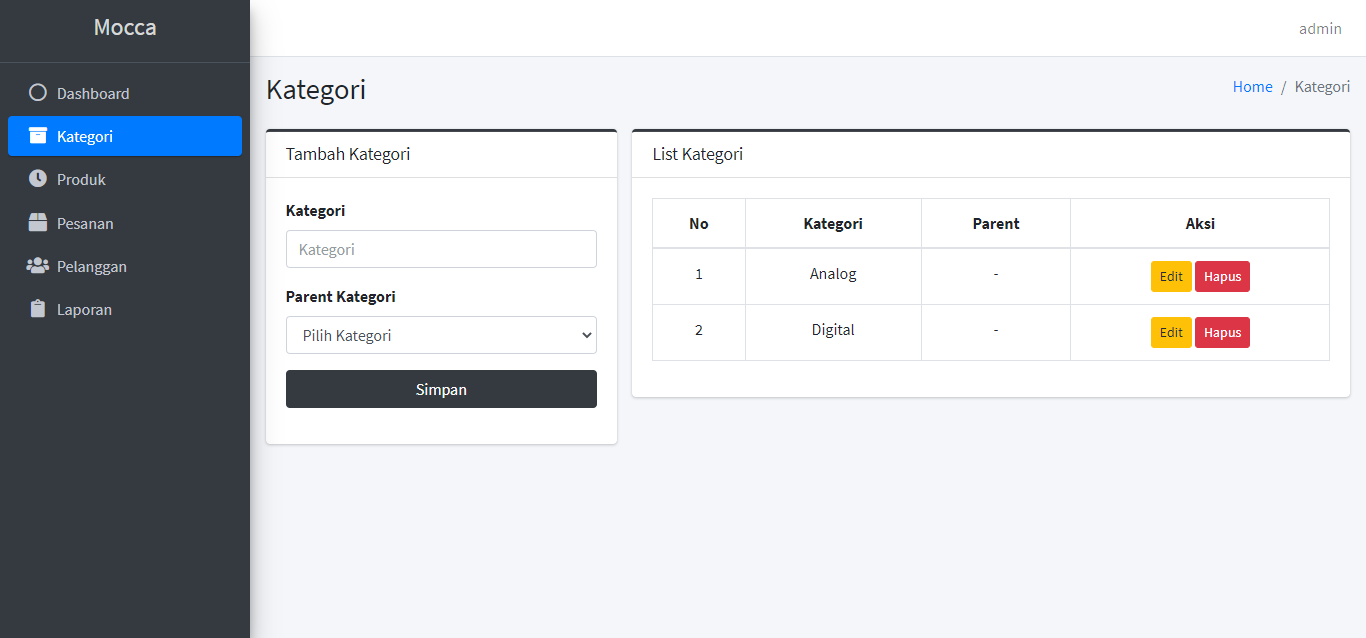 Mocca
admin
Dashboard
Kategori
Produk
Pesanan
Pelanggan
Laporan
Kategori
Home / Kategori
Tambah Kategori
Kategori
Kategori
Parent Kategori
Pilih Kategori
Simpan
List Kategori
No Kategori Parent Aksi
1 Analog - Edit Hapus
2 Digital - Edit Hapus